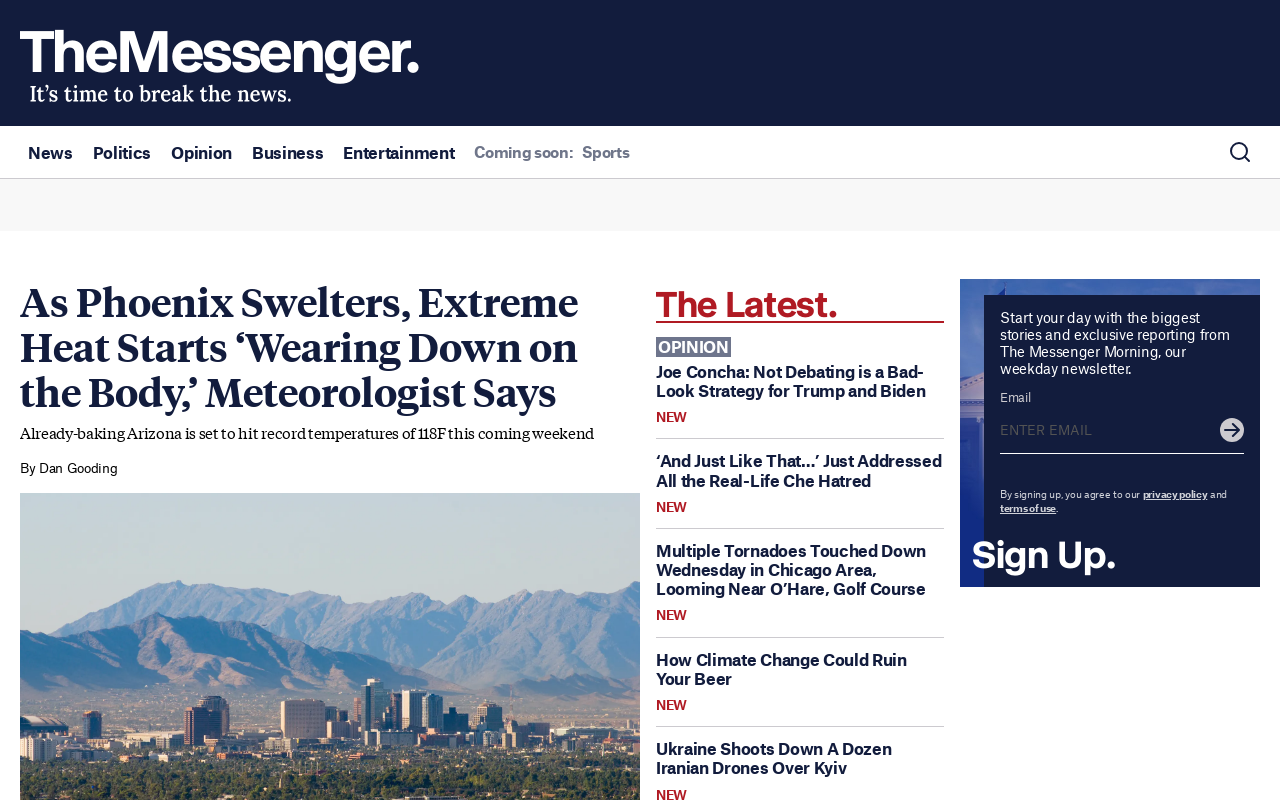 TheMessenger.
It's time to break the news.
News Politics Opinion Business Entertainment Coming soon: Sports
As Phoenix Swelters, Extreme
Heat Starts ‘Wearing Down on
the Body,’ Meteorologist Says
Already-baking Arizona is set to hit record temperatures of 118F this coming weekend
By Dan Gooding
The Latest.
OPINION
Joe Concha: Not Debating is a Bad-
Look Strategy for Trump and Biden
NEW
‘And Just Like That…’ Just Addressed
All the Real-Life Che Hatred
NEW
Multiple Tornadoes Touched Down
Wednesday in Chicago Area,
Looming Near O’Hare, Golf Course
NEW
How Climate Change Could Ruin
Your Beer
NEW
Ukraine Shoots Down A Dozen
Iranian Drones Over Kyiv
NEW
Start your day with the biggest
stories and exclusive reporting from
The Messenger Morning, our
weekday newsletter.
Email
ENTER EMAIL
By signing up, you agree to our privacy policy and
terms of use.
Sign Up.